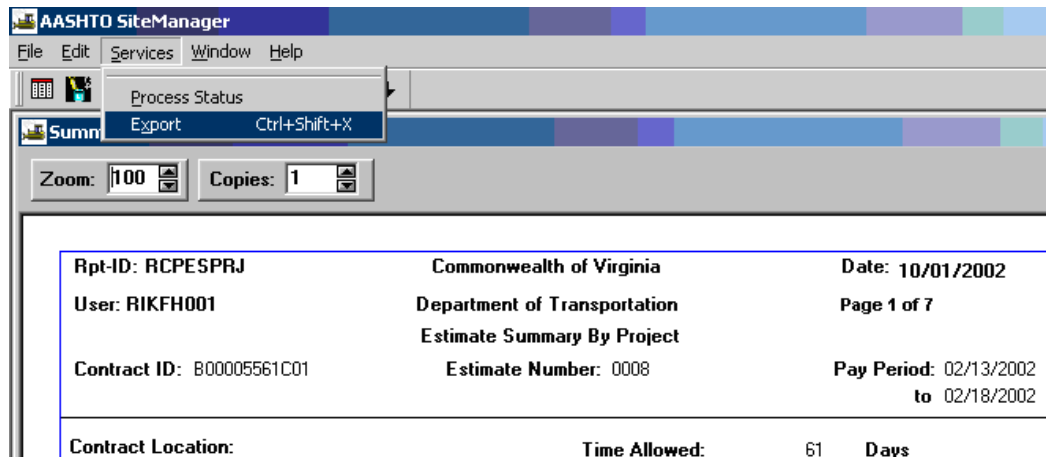 AASHTO SiteManager
File Edit Services Window Help
Process Status
Export Ctrl+Shift+X
Summ
Zoom: 100 Copies: 1
Rpt-ID: RCPESPRJ Commonwealth of Virginia Date: 10/01/2002
User: RIKFH001 Department of Transportation Page 1 of 7
Estimate Summary By Project
Contract ID: B00005561C01 Estimate Number: 0008 Pay Period: 02/13/2002
to 02/18/2002
Contract Location: Time Allowed: 61 Days